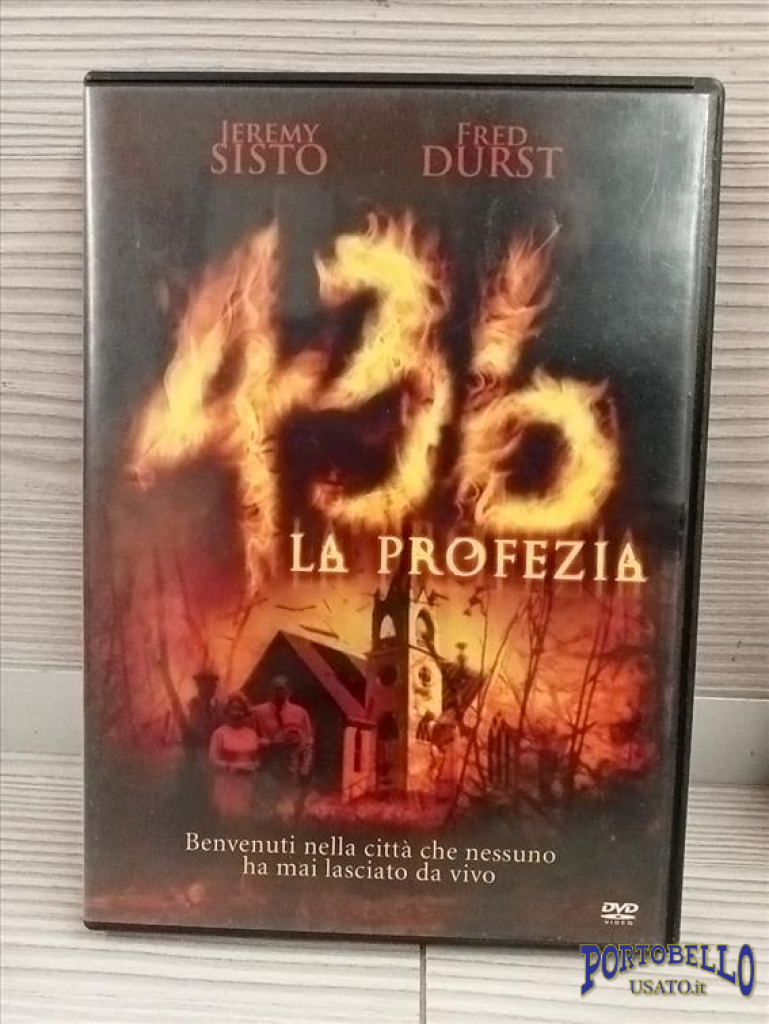 JEREMY
SISTO
FRED
DURST
436
LA PROFEZIA
Benvenuti nella città che nessuno
ha mai lasciato da vivo
DVD
VIDEO
PORTOBELLO
USATO.it